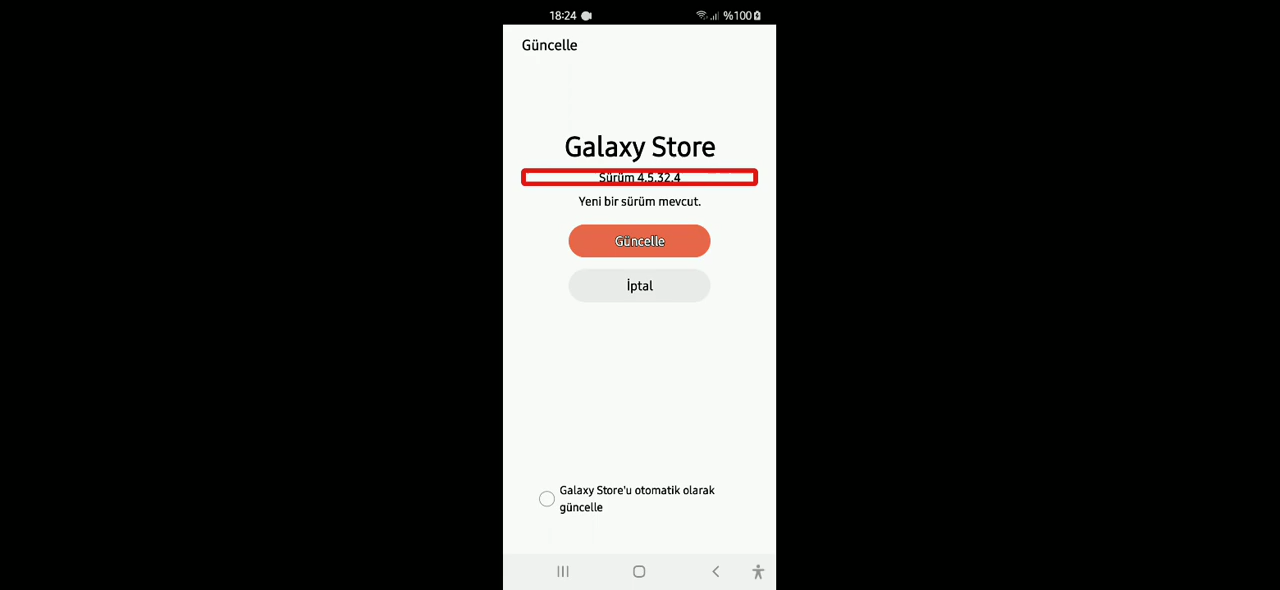 18:24 %100
Güncelle
Galaxy Store
Sürüm 4.5.32.4
Yeni bir sürüm mevcut.
Güncelle
İptal
Galaxy Store'u otomatik olarak
güncelle